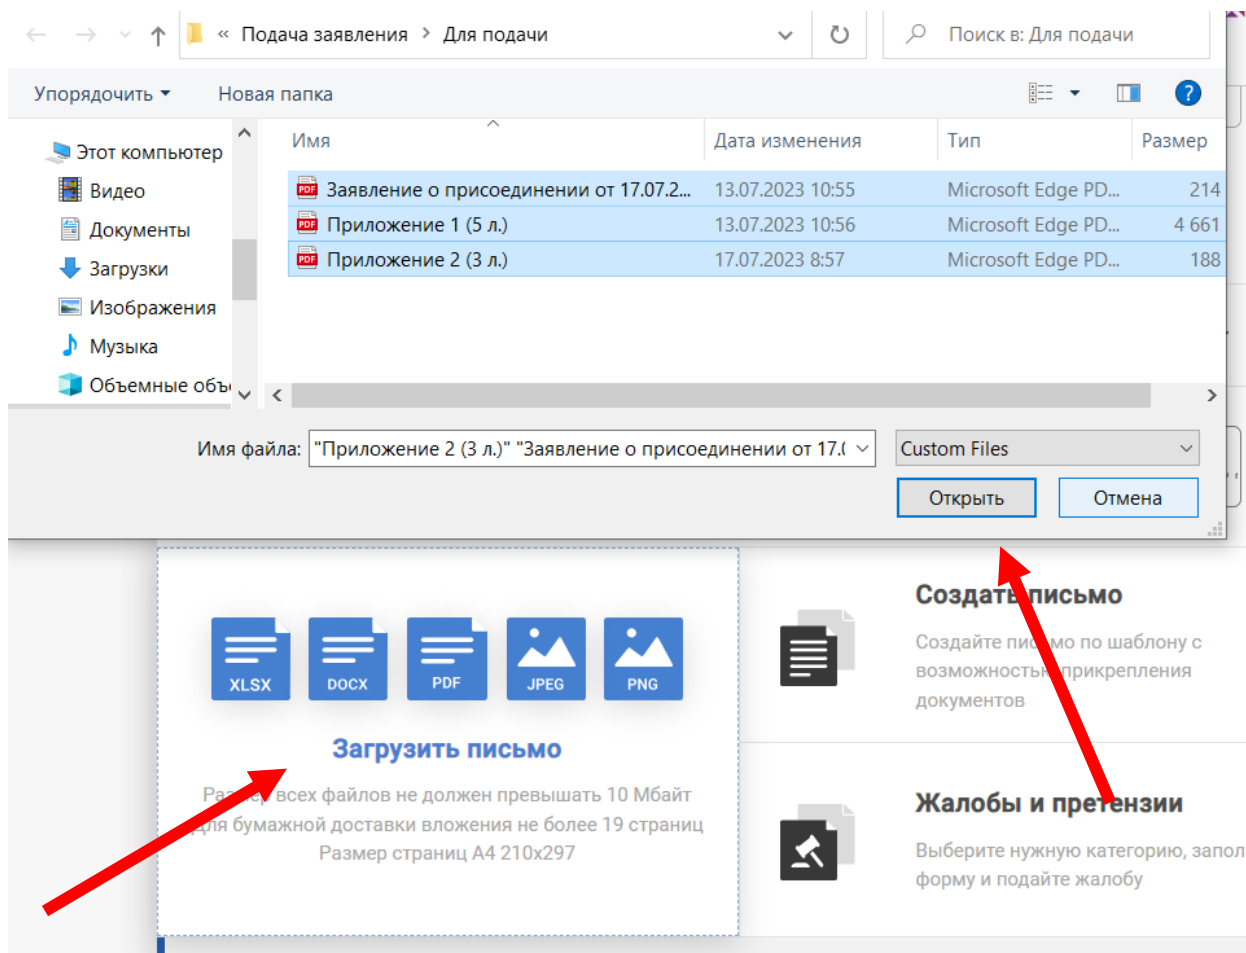 « Подача заявления > Для подачи
Поиск в: Для подачи
Упорядочить
Новая папка
Имя
Дата изменения
Тип
Размер
Этот компьютер
Видео
Документы
Загрузки
Изображения
Музыка
Объемные объ
Заявление о присоединении от 17.07.2... 13.07.2023 10:55 Microsoft Edge PD... 214
Приложение 1 (5 л.) 13.07.2023 10:56 Microsoft Edge PD... 4 661
Приложение 2 (3 л.) 17.07.2023 8:57 Microsoft Edge PD... 188
Имя файла: "Приложение 2 (3 л.)" "Заявление о присоединении от 17.0
Custom Files
Открыть
Отмена
XLSX
DOCX
PDF
JPEG
PNG
Загрузить письмо
Размер всех файлов не должен превышать 10 Мбайт
Для бумажной доставки вложения не более 19 страниц
Размер страниц А4 210x297
Создать письмо
Создайте письмо по шаблону с
возможностью прикрепления
документов
Жалобы и претензии
Выберите нужную категорию, запол
форму и подайте жалобу